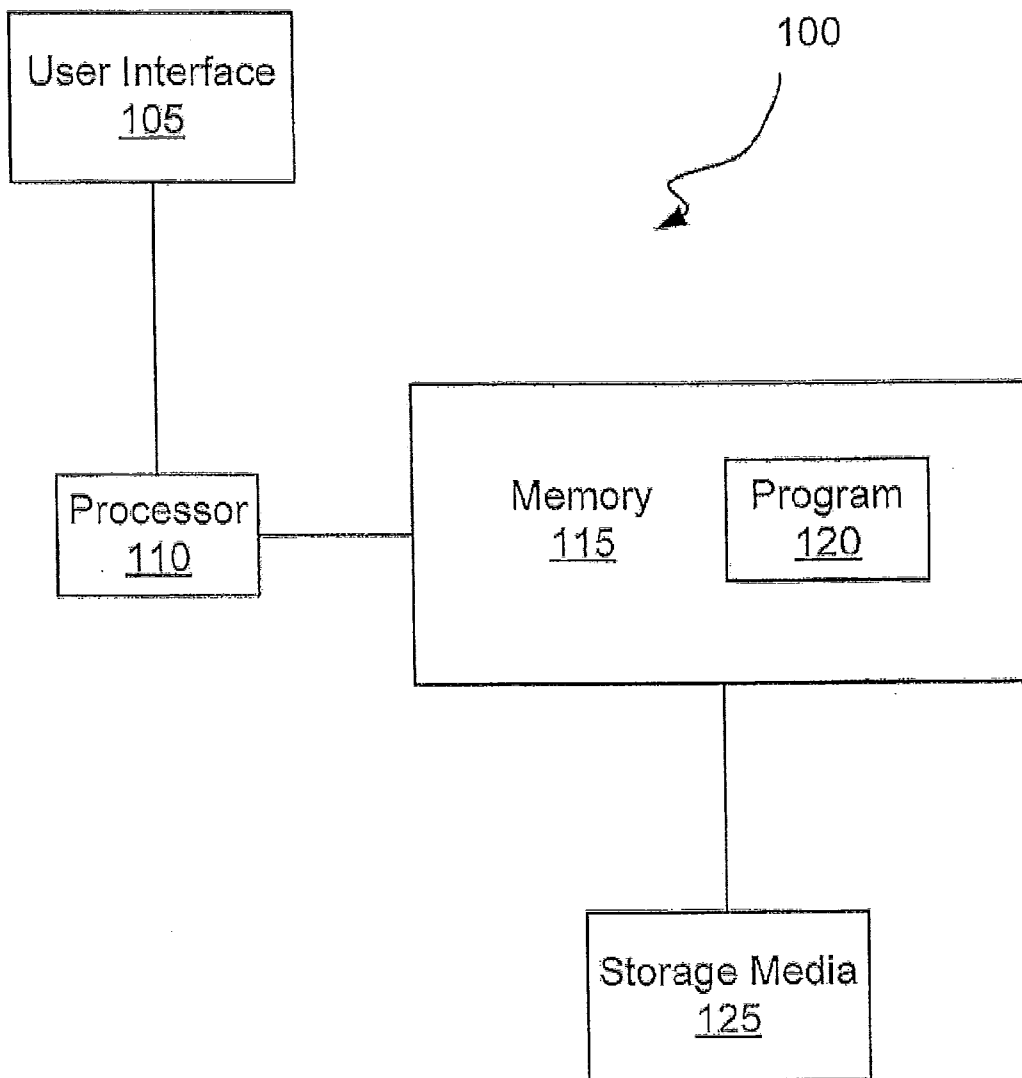 100
User Interface
105
Processor
110
Memory
115
Program
120
Storage Media
125